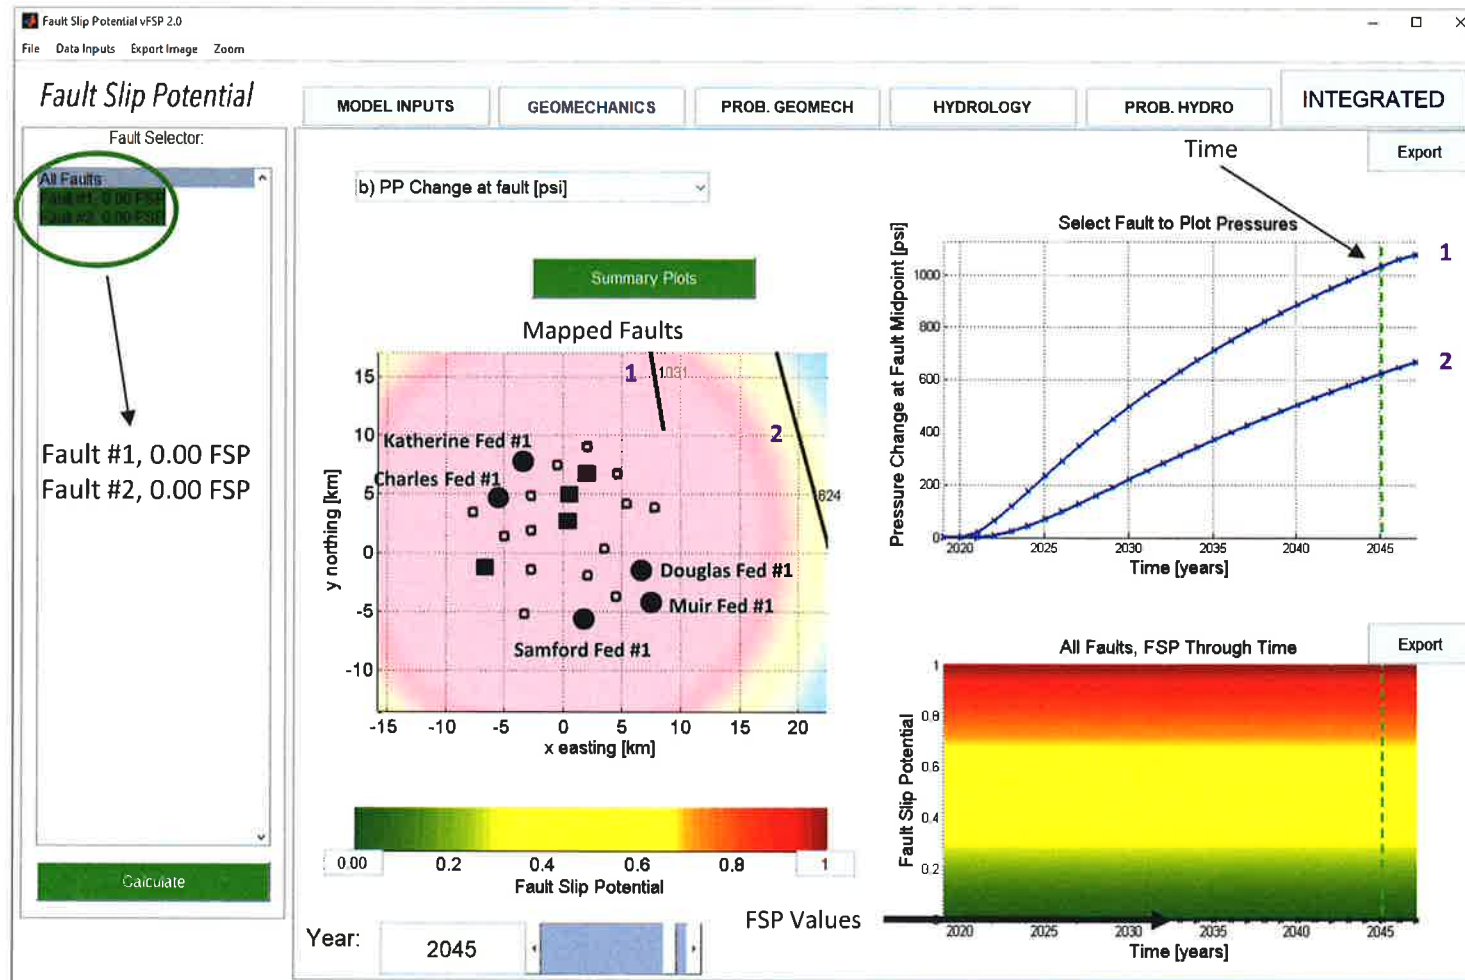 Fault Slip Potential vFSP 2.0
File Data Inputs Export Image Zoom
Fault Slip Potential
MODEL INPUTS
GEOMECHANICS
PROB. GEOMECH
HYDROLOGY
PROB. HYDRO
INTEGRATED
Fault Selector:
All Faults
Fault #1, 0.00 FSP
Fault #2, 0.00 FSP
Fault #1, 0.00 FSP
Fault #2, 0.00 FSP
Calculate
b) PP Change at fault [psi]
Summary Plots
Mapped Faults
15
10
5
0
-5
-10
y northing [km]
1
1031
2
624
Katherine Fed #1
Charles Fed #1
Douglas Fed #1
Muir Fed #1
Samford Fed #1
-15 -10 -5 0 5 10 15 20
x easting [km]
0.00 0.2 0.4 0.6 0.8 1
Fault Slip Potential
Year:
2045
Time
Export
Select Fault to Plot Pressures
Pressure Change at Fault Midpoint [psi]
1000
800
600
400
200
0
1
2
2020 2025 2030 2035 2040 2045
Time [years]
Export
All Faults, FSP Through Time
Fault Slip Potential
1
0.8
0.6
0.4
0.2
FSP Values
2020 2025 2030 2035 2040 2045
Time [years]